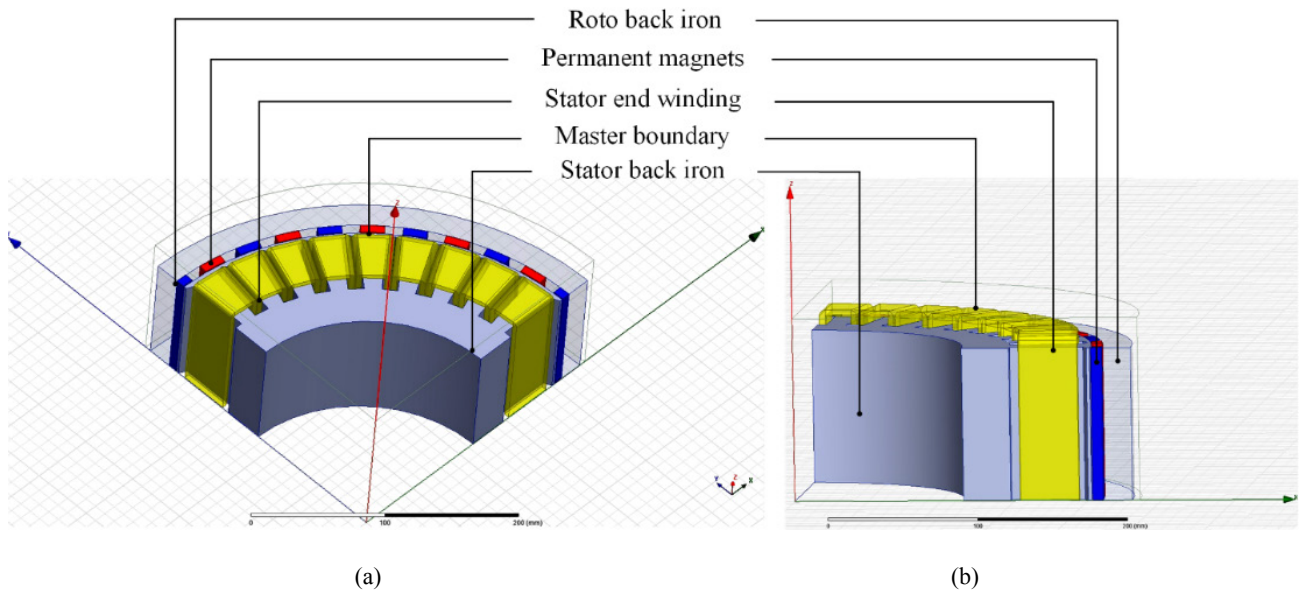 Roto back iron
Permanent magnets
Stator end winding
Master boundary
Stator back iron
Z
X
Z
Y Z X
0 100 200 (mm)
0 100 200 (mm)
(a) (b)